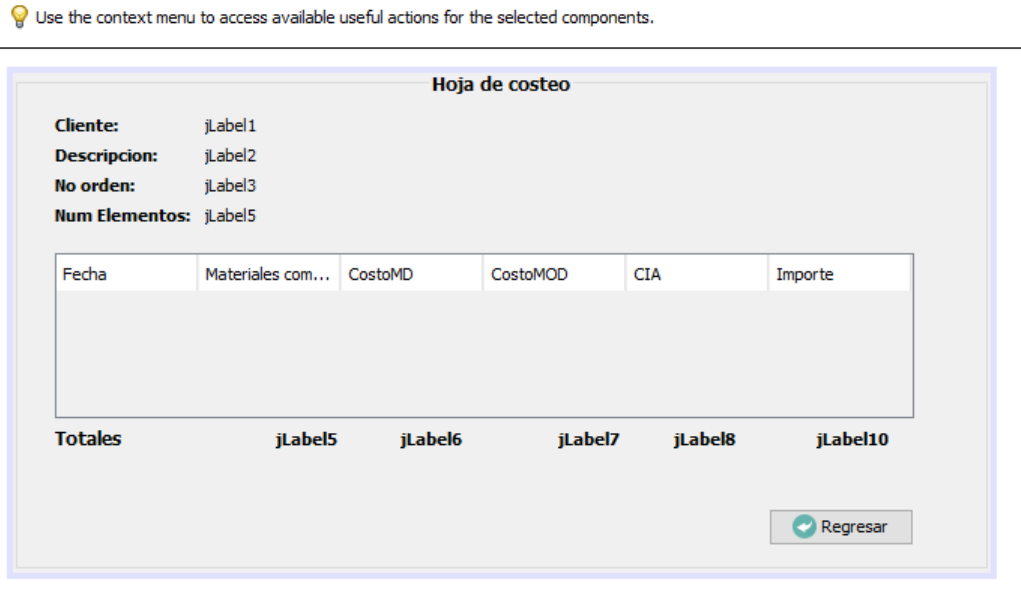 Use the context menu to access available useful actions for the selected components.
Hoja de costeo
Cliente: jLabel1
Descripcion: jLabel2
No orden: jLabel3
Num Elementos: jLabel5
Fecha Materiales com... CostoMD CostoMOD CIA Importe
Totales jLabel5 jLabel6 jLabel7 jLabel8 jLabel10
Regresar